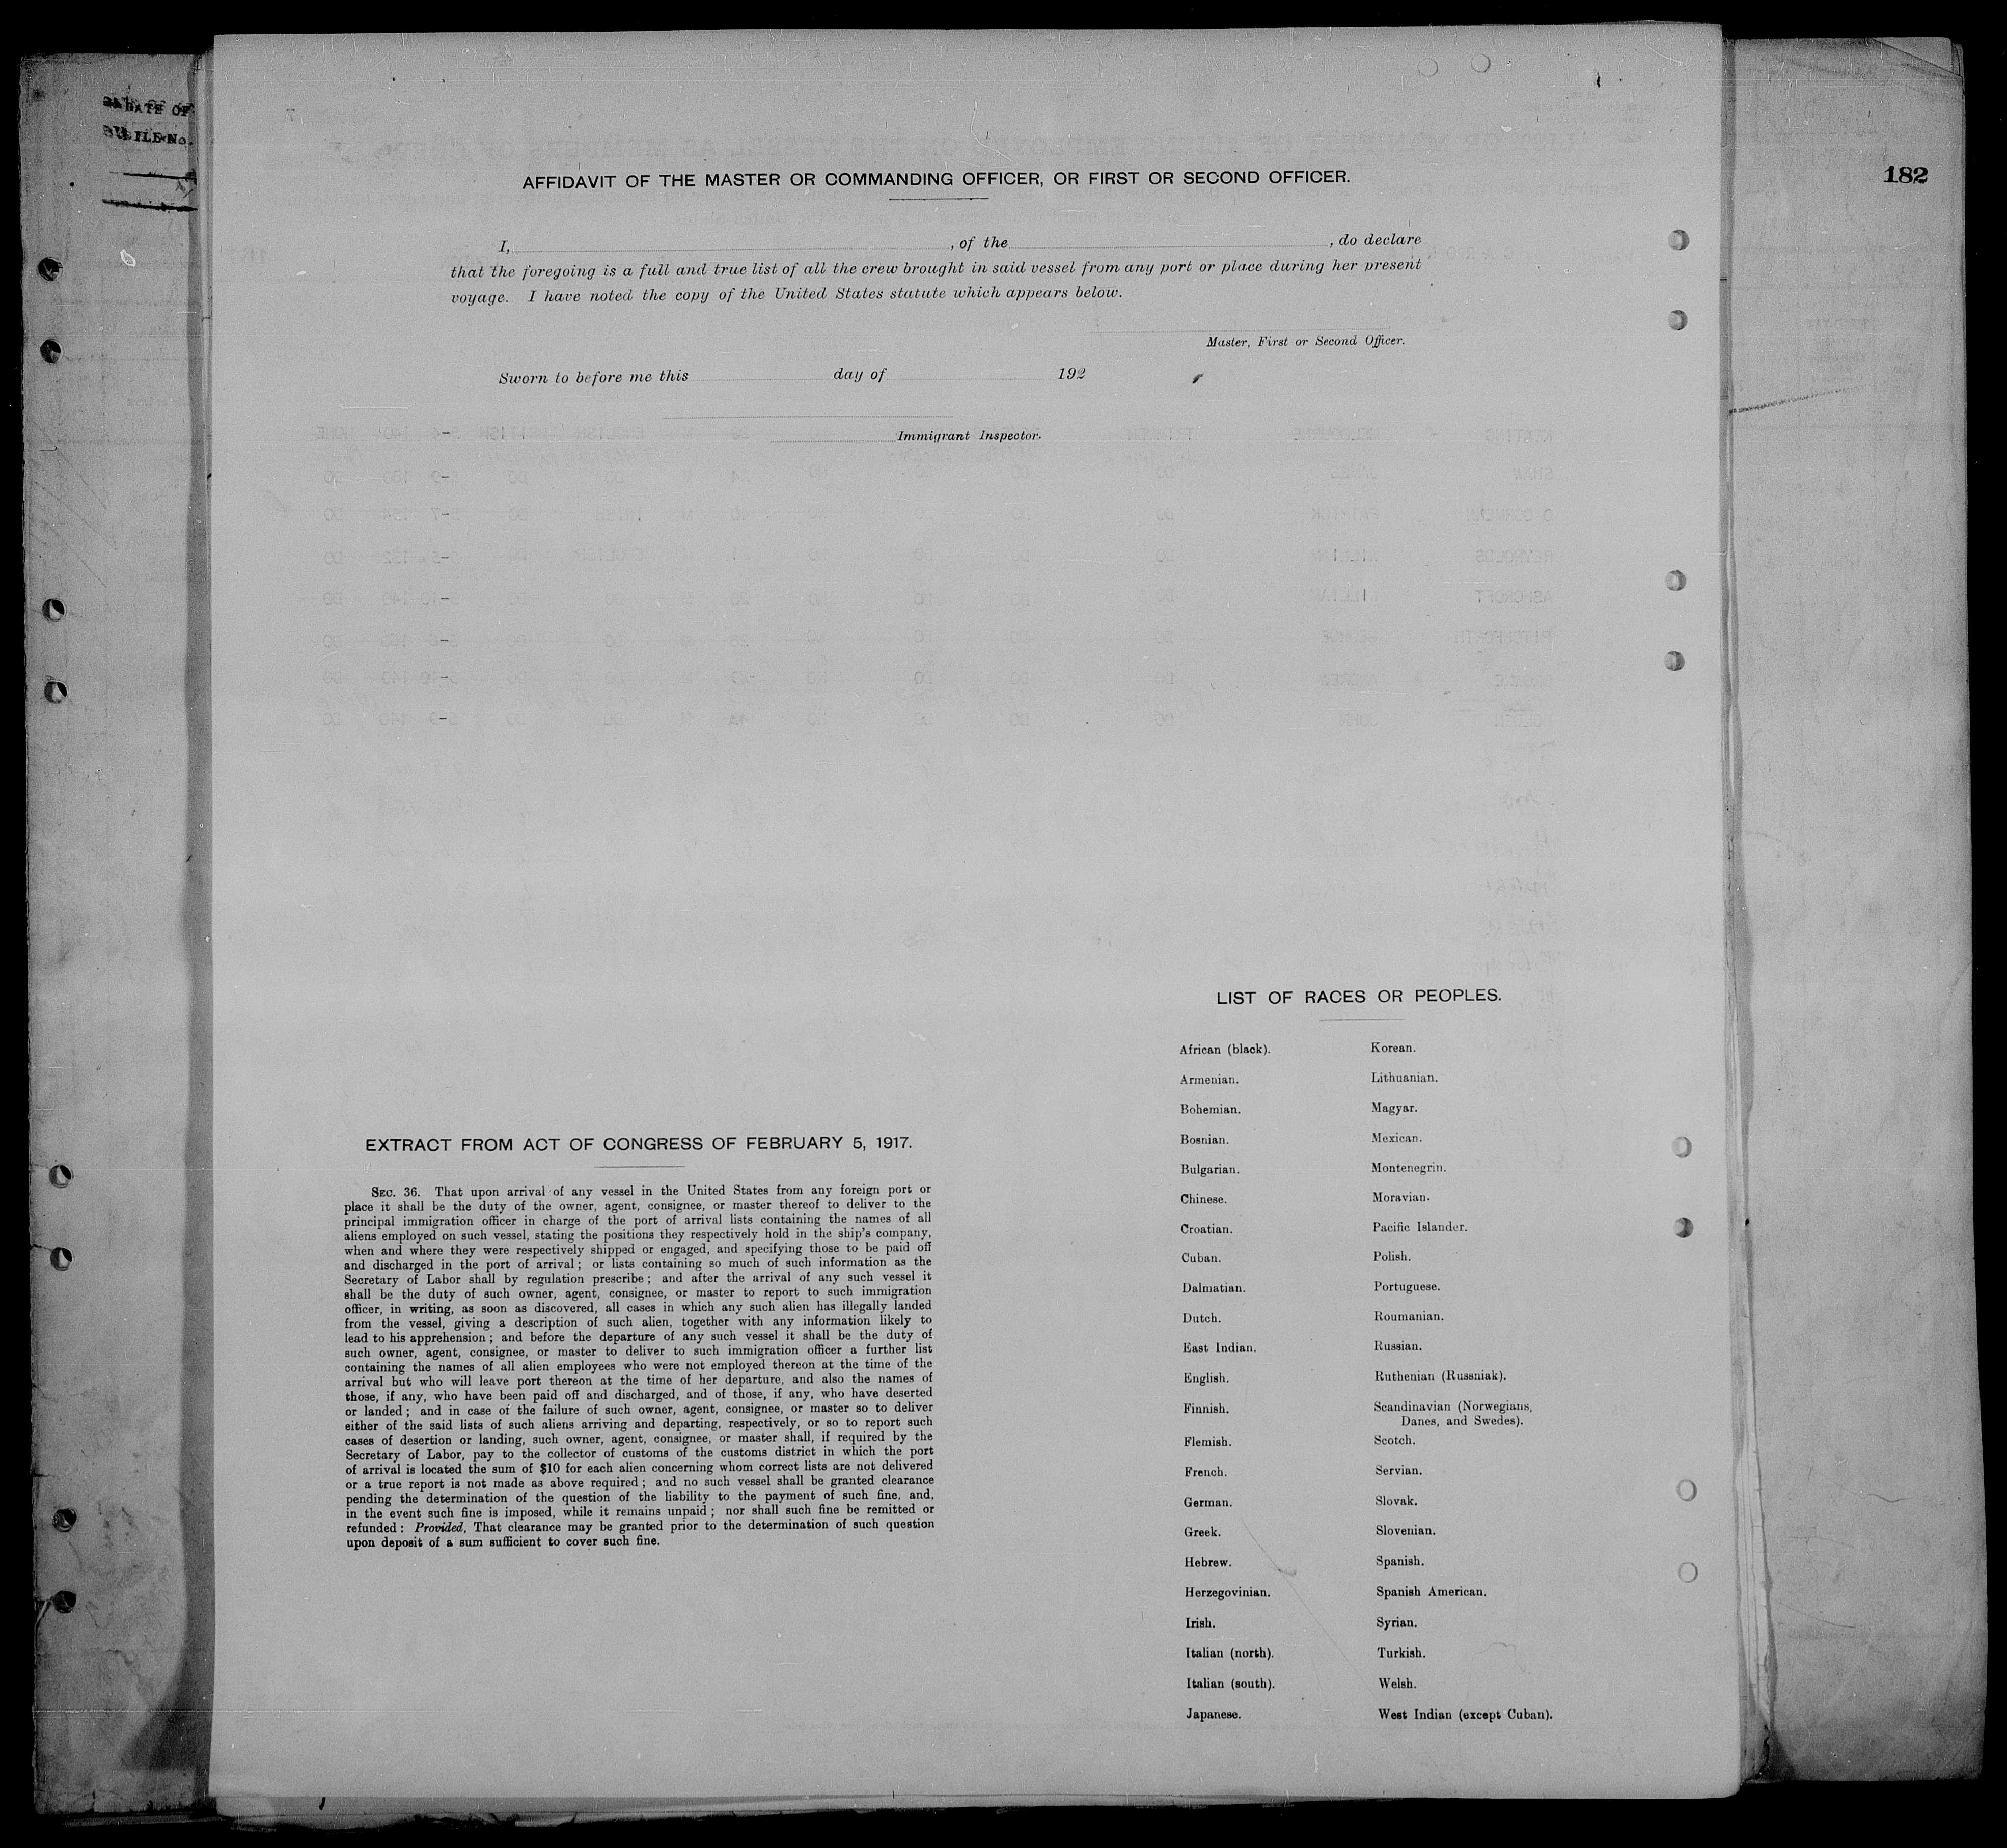 DATE OF
FILE No.
182
AFFIDAVIT OF THE MASTER OR COMMANDING OFFICER, OR FIRST OR SECOND OFFICER.
I, , of the , do declare
that the foregoing is a full and true list of all the crew brought in said vessel from any port or place during her present
voyage. I have noted the copy of the United States statute which appears below.
Master, First or Second Officer.
Sworn to before me this day of 192
Immigrant Inspector.
EXTRACT FROM ACT OF CONGRESS OF FEBRUARY 5, 1917.
SEC. 36. That upon arrival of any vessel in the United States from any foreign port or
place it shall be the duty of the owner, agent, consignee, or master thereof to deliver to the
principal immigration officer in charge of the port of arrival lists containing the names of all
aliens employed on such vessel, stating the positions they respectively hold in the ship's company,
when and where they were respectively shipped or engaged, and specifying those to be paid off
and discharged in the port of arrival; or lists containing so much of such information as the
Secretary of Labor shall by regulation prescribe; and after the arrival of any such vessel it
shall be the duty of such owner, agent, consignee, or master to report to such immigration
officer, in writing, as soon as discovered, all cases in which any such alien has illegally landed
from the vessel, giving a description of such alien, together with any information likely to
lead to his apprehension; and before the departure of any such vessel it shall be the duty of
such owner, agent, consignee, or master to deliver to such immigration officer a further list
containing the names of all alien employees who were not employed thereon at the time of the
arrival but who will leave port thereon at the time of her departure, and also the names of
those, if any, who have been paid off and discharged, and of those, if any, who have deserted
or landed; and in case of the failure of such owner, agent, consignee, or master so to deliver
either of the said lists of such aliens arriving and departing, respectively, or so to report such
cases of desertion or landing, such owner, agent, consignee, or master shall, if required by the
Secretary of Labor, pay to the collector of customs of the customs district in which the port
of arrival is located the sum of $10 for each alien concerning whom correct lists are not delivered
or a true report is not made as above required; and no such vessel shall be granted clearance
pending the determination of the question of the liability to the payment of such fine, and,
in the event such fine is imposed, while it remains unpaid; nor shall such fine be remitted or
refunded: Provided, That clearance may be granted prior to the determination of such question
upon deposit of a sum sufficient to cover such fine.
LIST OF RACES OR PEOPLES.
African (black).
Armenian.
Bohemian.
Bosnian.
Bulgarian.
Chinese.
Croatian.
Cuban.
Dalmatian.
Dutch.
East Indian.
English.
Finnish.
Flemish.
French.
German.
Greek.
Hebrew.
Herzegovinian.
Irish.
Italian (north).
Italian (south).
Japanese.
Korean.
Lithuanian.
Magyar.
Mexican.
Montenegrin.
Moravian.
Pacific Islander.
Polish.
Portuguese.
Roumanian.
Russian.
Ruthenian (Russniak).
Scandinavian (Norwegians,
Danes, and Swedes).
Scotch.
Servian.
Slovak.
Slovenian.
Spanish.
Spanish American.
Syrian.
Turkish.
Welsh.
West Indian (except Cuban).